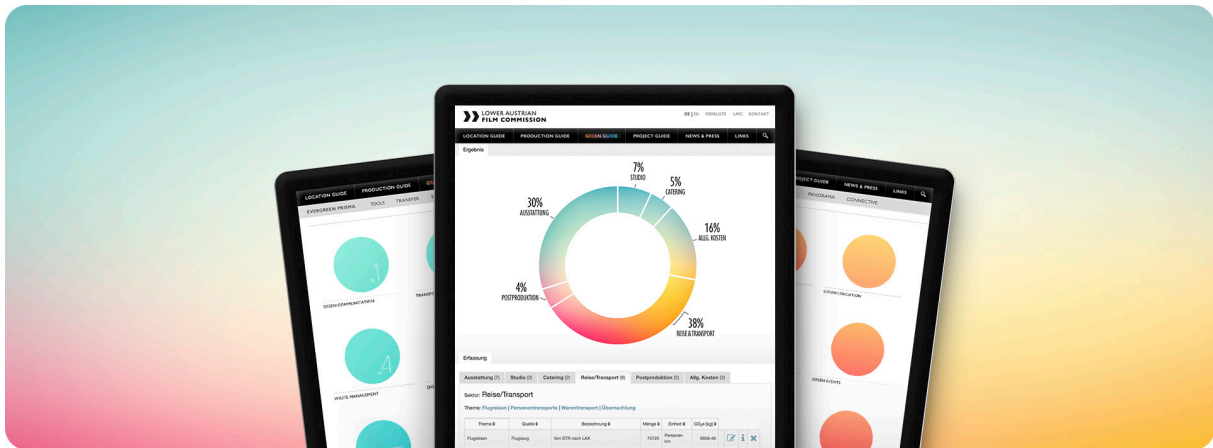 LOWER AUSTRIAN
FILM COMMISSION
DE | EN MERKLISTE LAFC KONTAKT
LOCATION GUIDE PRODUCTION GUIDE GREEN GUIDE PROJECT GUIDE NEWS & PRESS LINKS
Ergebnis
7%
STUDIO
5%
CATERING
30%
AUSSTATTUNG
16%
ALLG. KOSTEN
4%
POSTPRODUKTION
38%
REISE & TRANSPORT
Erfassung
Ausstattung (7) Studio (2) Catering (2) Reise/Transport (9) Postproduktion (2) Allg. Kosten (3)
Sektor: Reise/Transport
Thema: Flugreisen | Personentransporte | Warentransport | Übernachtung
Thema Quelle Bezeichnung Menge Einheit CO₂e [kg]
Flugreisen Flugzeug Von STR nach LAX 75720 Personen km
LOCATION GUIDE PRODUCTION GUIDE
EVERGREEN PRISMA TOOLS TRANSFER
.1
GREEN COMMUNICATION
.4
WASTE MANAGEMENT
NEWS & PRESS LINKS
PANORAMA CONNECTIVE
GREEN EDUCATION
GREEN EVENTS